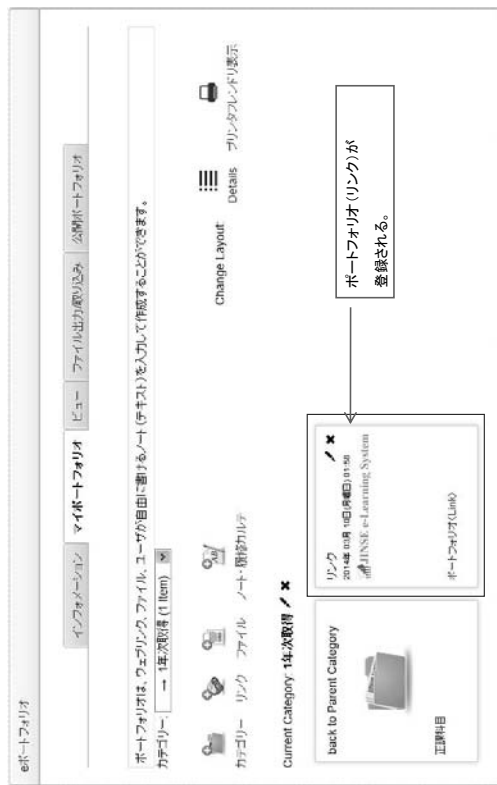 eポートフォリオ
インフォメーション マイポートフォリオ ビュー ファイル出力/取り込み 公開ポートフォリオ
ポートフォリオは、ウェブリンク、ファイル、ユーザが自由に書けるノート(テキスト)を入力して作成することができます。
カテゴリー: → 1年次取得 (1 Item)
カテゴリー リンク ファイル ノート・履修カルテ
Change Layout: Details プリンタフレンドリ表示
Current Category: 1年次取得
back to Parent Category
正課科目
リンク
2014年 03月 10日(月曜日) 01:58
JINSE e-Learning System
ポートフォリオ(Link)
ポートフォリオ(リンク)が
登録される。